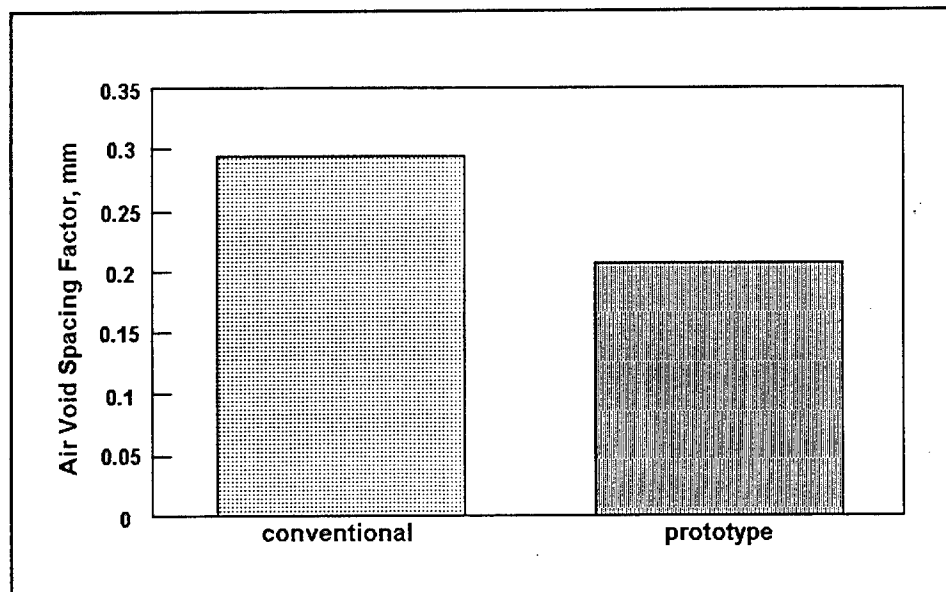 Air Void Spacing Factor, mm
0.35
0.3
0.25
0.2
0.15
0.1
0.05
0
conventional
prototype